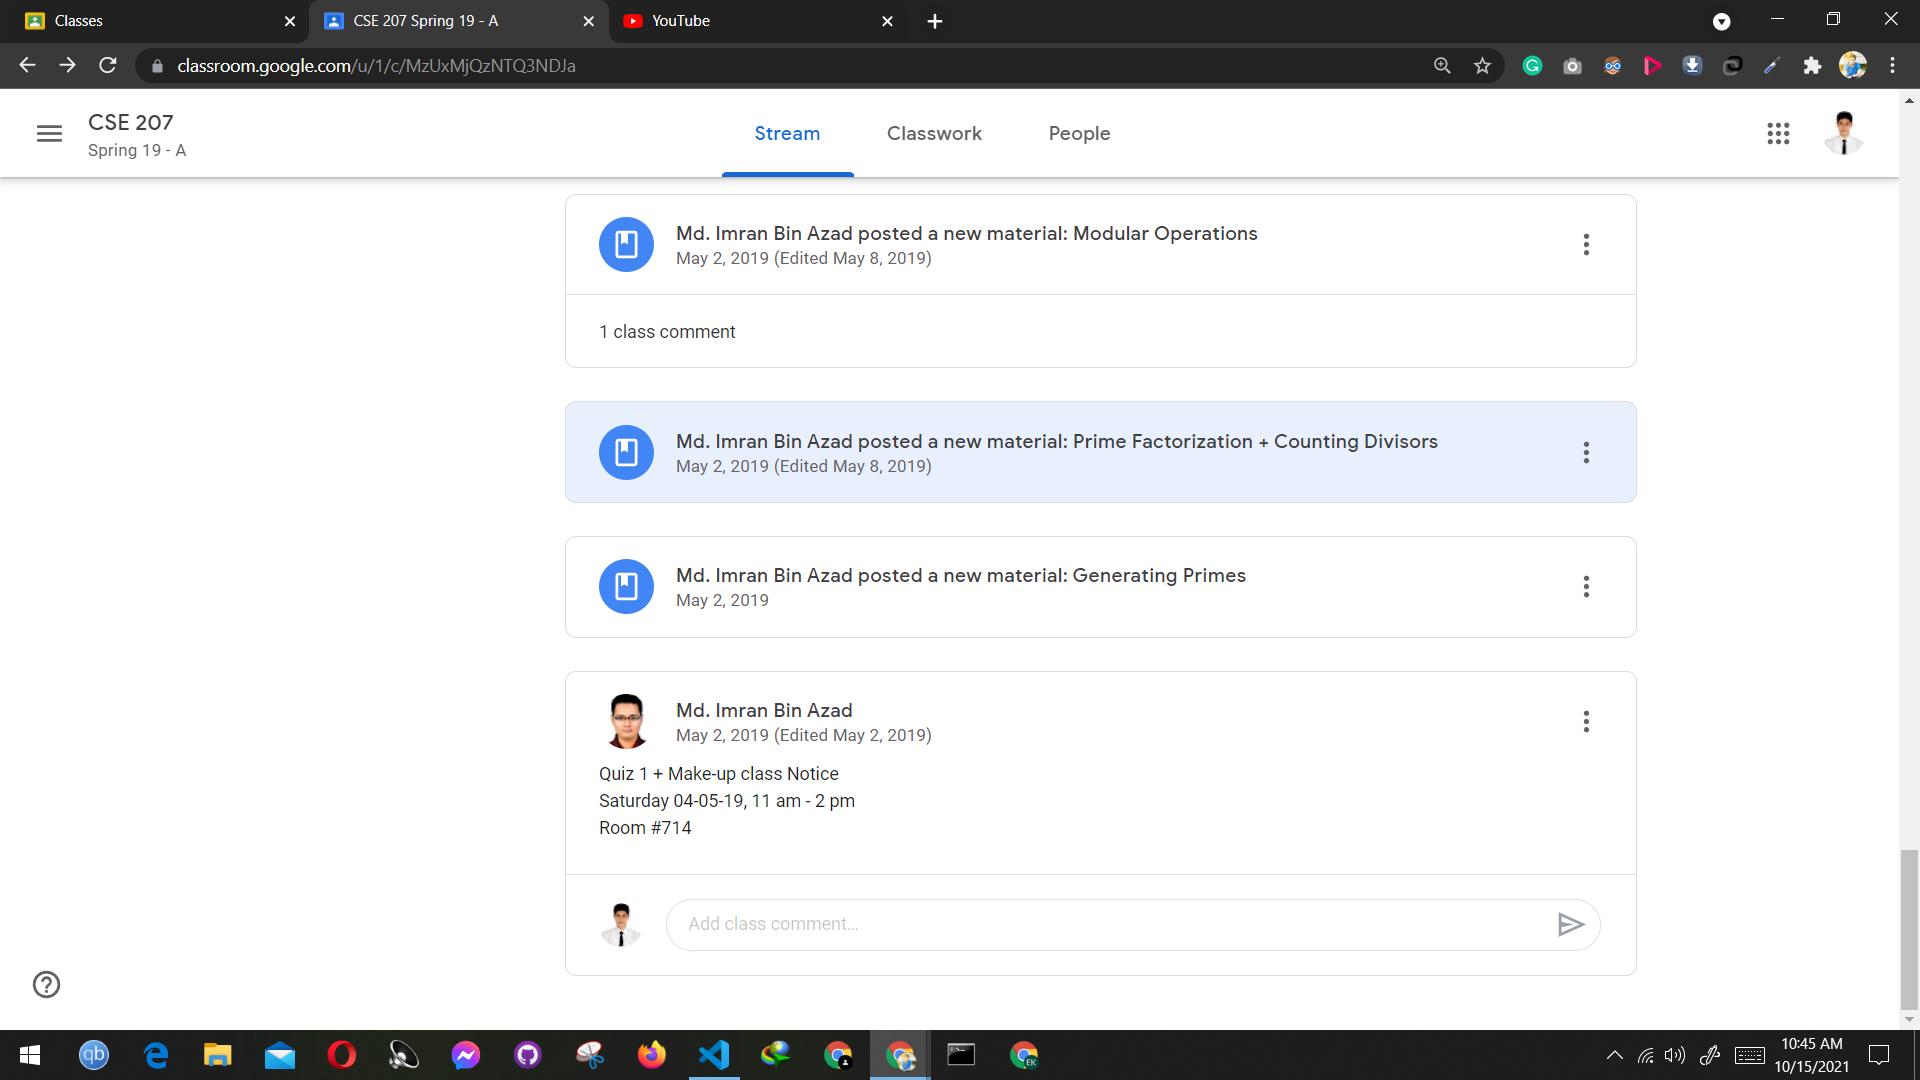 Classes
CSE 207 Spring 19 - A
YouTube
classroom.google.com/u/1/c/MzUxMjQzNTQ3NDJa
CSE 207
Spring 19 - A
Stream
Classwork
People
Md. Imran Bin Azad posted a new material: Modular Operations
May 2, 2019 (Edited May 8, 2019)
1 class comment
Md. Imran Bin Azad posted a new material: Prime Factorization + Counting Divisors
May 2, 2019 (Edited May 8, 2019)
Md. Imran Bin Azad posted a new material: Generating Primes
May 2, 2019
Md. Imran Bin Azad
May 2, 2019 (Edited May 2, 2019)
Quiz 1 + Make-up class Notice
Saturday 04-05-19, 11 am - 2 pm
Room #714
Add class comment...
qb
EK
10:45 AM
10/15/2021